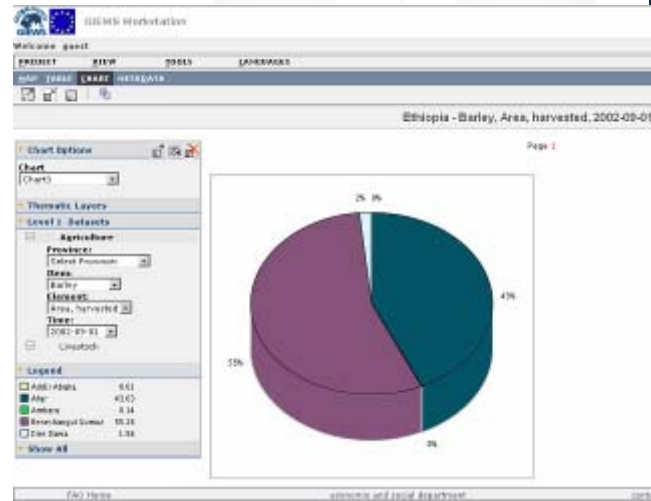 GIEWS
GIEWS Workstation
Welcome guest
PROJECT VIEW TOOLS LANGUAGES
MAP TABLE CHART METADATA
Ethiopia - Barley, Area, harvested, 2002-09-01
Chart Options
Page 1
Chart
Chart3
Thematic Layers
Level 1 Datasets
Agriculture
Province:
Select Province
Item:
Barley
Element:
Area, harvested
Time:
2002-09-01
Livestock
Legend
Addis Ababa 0.01
Afar 43.03
Amhara 0.14
Benishangul Gumuz 55.26
Dire Dawa 1.56
Show All
2% 0%
43%
55%
0%
FAO Home economic and social department